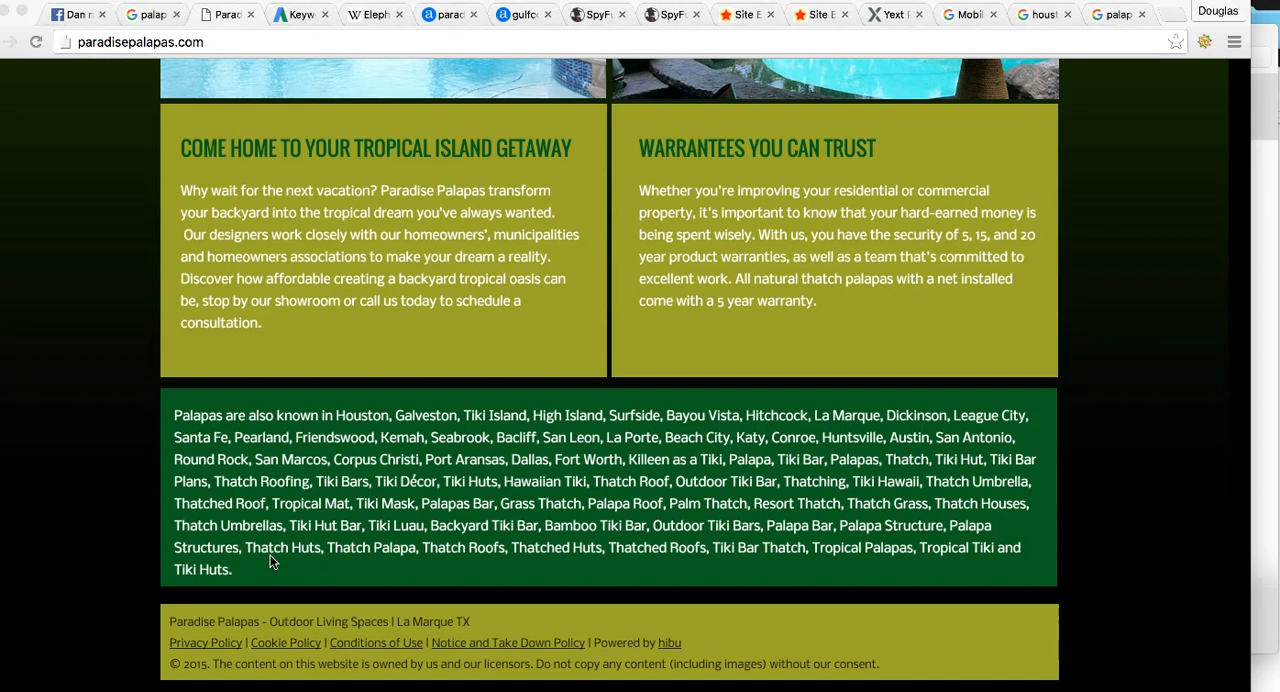 Dan r
palap
Parad
Keyw
Eleph
parad
gulfco
SpyFu
SpyFu
Site E
Site E
Yext
Mobil
houst
palap
Douglas
paradisepalapas.com
COME HOME TO YOUR TROPICAL ISLAND GETAWAY
Why wait for the next vacation? Paradise Palapas transform
your backyard into the tropical dream you've always wanted.
Our designers work closely with our homeowners', municipalities
and homeowners associations to make your dream a reality.
Discover how affordable creating a backyard tropical oasis can
be, stop by our showroom or call us today to schedule a
consultation.
WARRANTEES YOU CAN TRUST
Whether you're improving your residential or commercial
property, it's important to know that your hard-earned money is
being spent wisely. With us, you have the security of 5, 15, and 20
year product warranties, as well as a team that's committed to
excellent work. All natural thatch palapas with a net installed
come with a 5 year warranty.
Palapas are also known in Houston, Galveston, Tiki Island, High Island, Surfside, Bayou Vista, Hitchcock, La Marque, Dickinson, League City,
Santa Fe, Pearland, Friendswood, Kemah, Seabrook, Bacliff, San Leon, La Porte, Beach City, Katy, Conroe, Huntsville, Austin, San Antonio,
Round Rock, San Marcos, Corpus Christi, Port Aransas, Dallas, Fort Worth, Killeen as a Tiki, Palapa, Tiki Bar, Palapas, Thatch, Tiki Hut, Tiki Bar
Plans, Thatch Roofing, Tiki Bars, Tiki Décor, Tiki Huts, Hawaiian Tiki, Thatch Roof, Outdoor Tiki Bar, Thatching, Tiki Hawaii, Thatch Umbrella,
Thatched Roof, Tropical Mat, Tiki Mask, Palapas Bar, Grass Thatch, Palapa Roof, Palm Thatch, Resort Thatch, Thatch Grass, Thatch Houses,
Thatch Umbrellas, Tiki Hut Bar, Tiki Luau, Backyard Tiki Bar, Bamboo Tiki Bar, Outdoor Tiki Bars, Palapa Bar, Palapa Structure, Palapa
Structures, Thatch Huts, Thatch Palapa, Thatch Roofs, Thatched Huts, Thatched Roofs, Tiki Bar Thatch, Tropical Palapas, Tropical Tiki and
Tiki Huts.
Paradise Palapas - Outdoor Living Spaces | La Marque TX
Privacy Policy | Cookie Policy | Conditions of Use | Notice and Take Down Policy | Powered by hibu
© 2015. The content on this website is owned by us and our licensors. Do not copy any content (including images) without our consent.